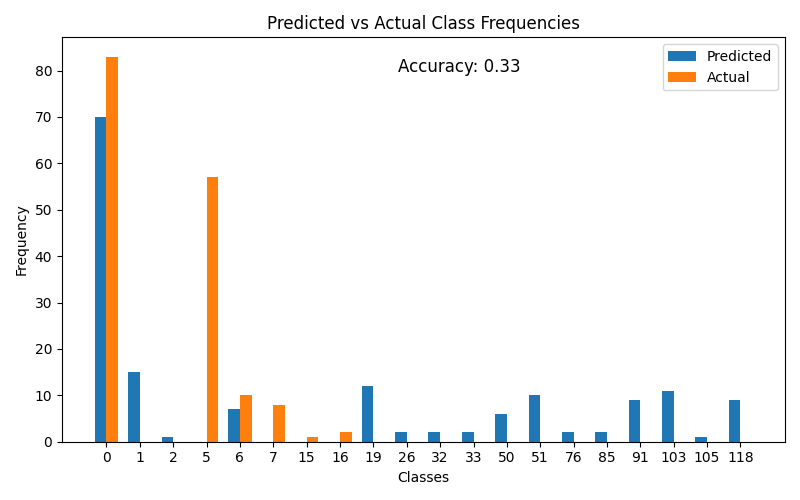 Predicted vs Actual Class Frequencies
Accuracy: 0.33
Predicted
Actual
Frequency
80
70
60
50
40
30
20
10
0
0 1 2 5 6 7 15 16 19 26 32 33 50 51 76 85 91 103 105 118
Classes